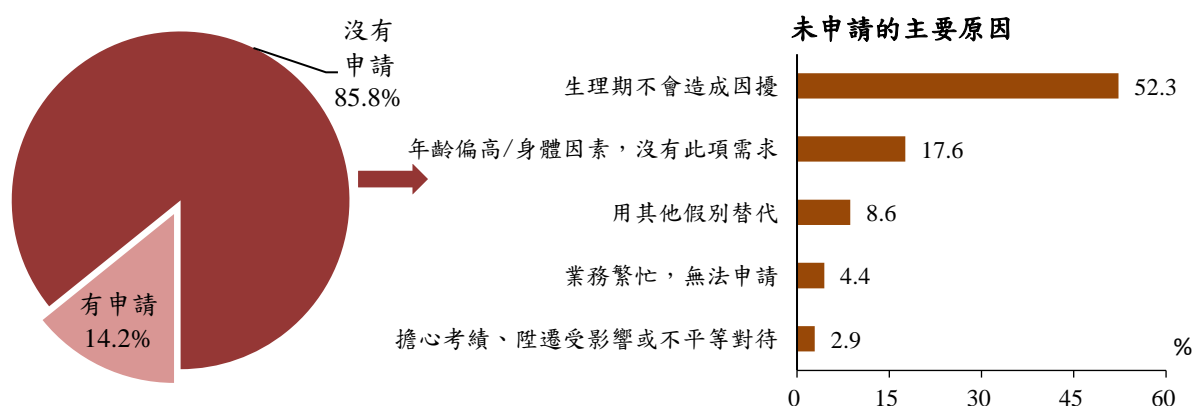 沒有
申請
85.8%
有申請
14.2%
未申請的主要原因
生理期不會造成因擾
52.3
年齡偏高/身體因素，沒有此項需求
17.6
用其他假別替代
8.6
業務繁忙，無法申請
4.4
擔心考績、陞遷受影響或不平等對待
2.9
%
0 15 30 45 60